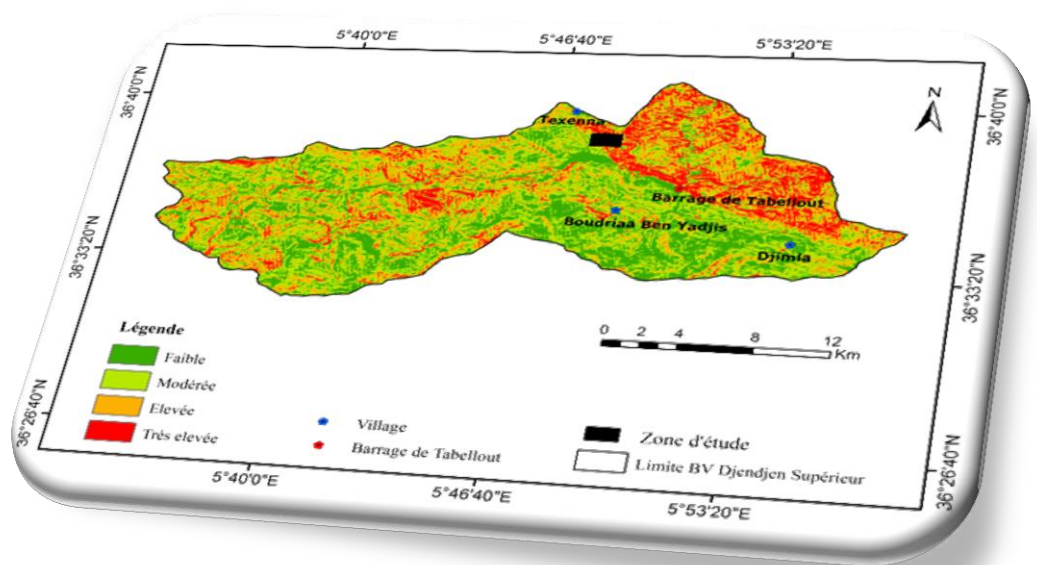 5°40'0"E
5°46'40"E
5°53'20"E
36°40'0"N
36°40'0"N
N
Texenna
Barrage de Tabellout
Boudriaa Ben Yadjis
Djimla
36°33'20"N
36°33'20"N
0 2 4 8 12
Km
Légende
Faible
Modérée
Elevée
Trés elevée
Village
Barrage de Tabellout
Zone d'étude
Limite BV Djendjen Supérieur
36°26'40"N
36°26'40"N
5°40'0"E
5°46'40"E
5°53'20"E